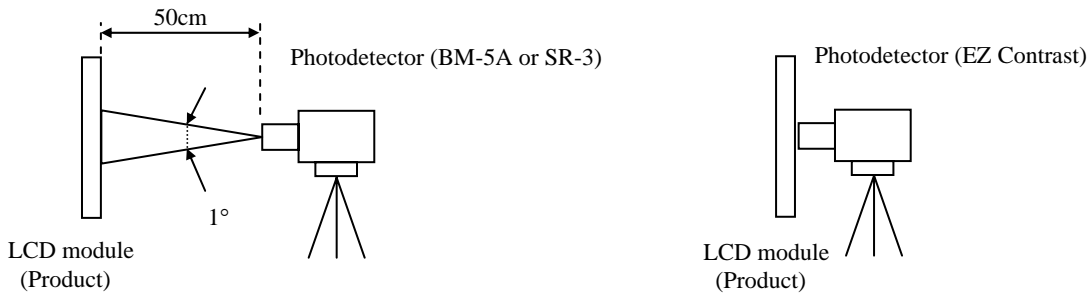 50cm
Photodetector (BM-5A or SR-3)
1°
LCD module
(Product)
Photodetector (EZ Contrast)
LCD module
(Product)